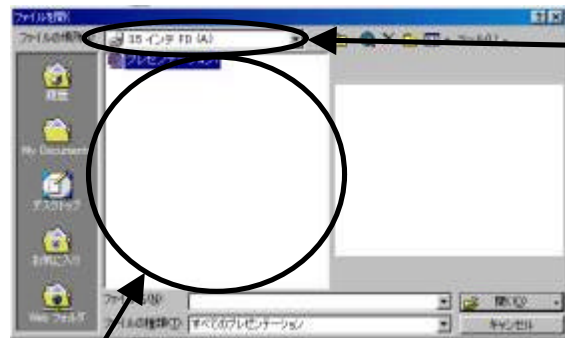 ファイルを開く
ファイルの場所
3.5 インチ FD (A:)
プレゼンテーション1
履歴
My Documents
デスクトップ
お気に入り
Web フォルダ
ファイル名(N):
開く(O)
ファイルの種類(T):
すべてのプレゼンテーション
キャンセル